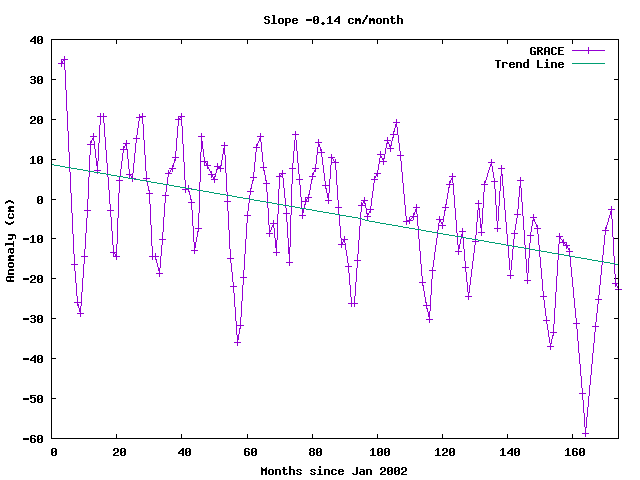 Slope -0.14 cm/month
GRACE
Trend Line
40
30
20
10
0
-10
-20
-30
-40
-50
-60
Anomaly (cm)
0 20 40 60 80 100 120 140 160
Months since Jan 2002